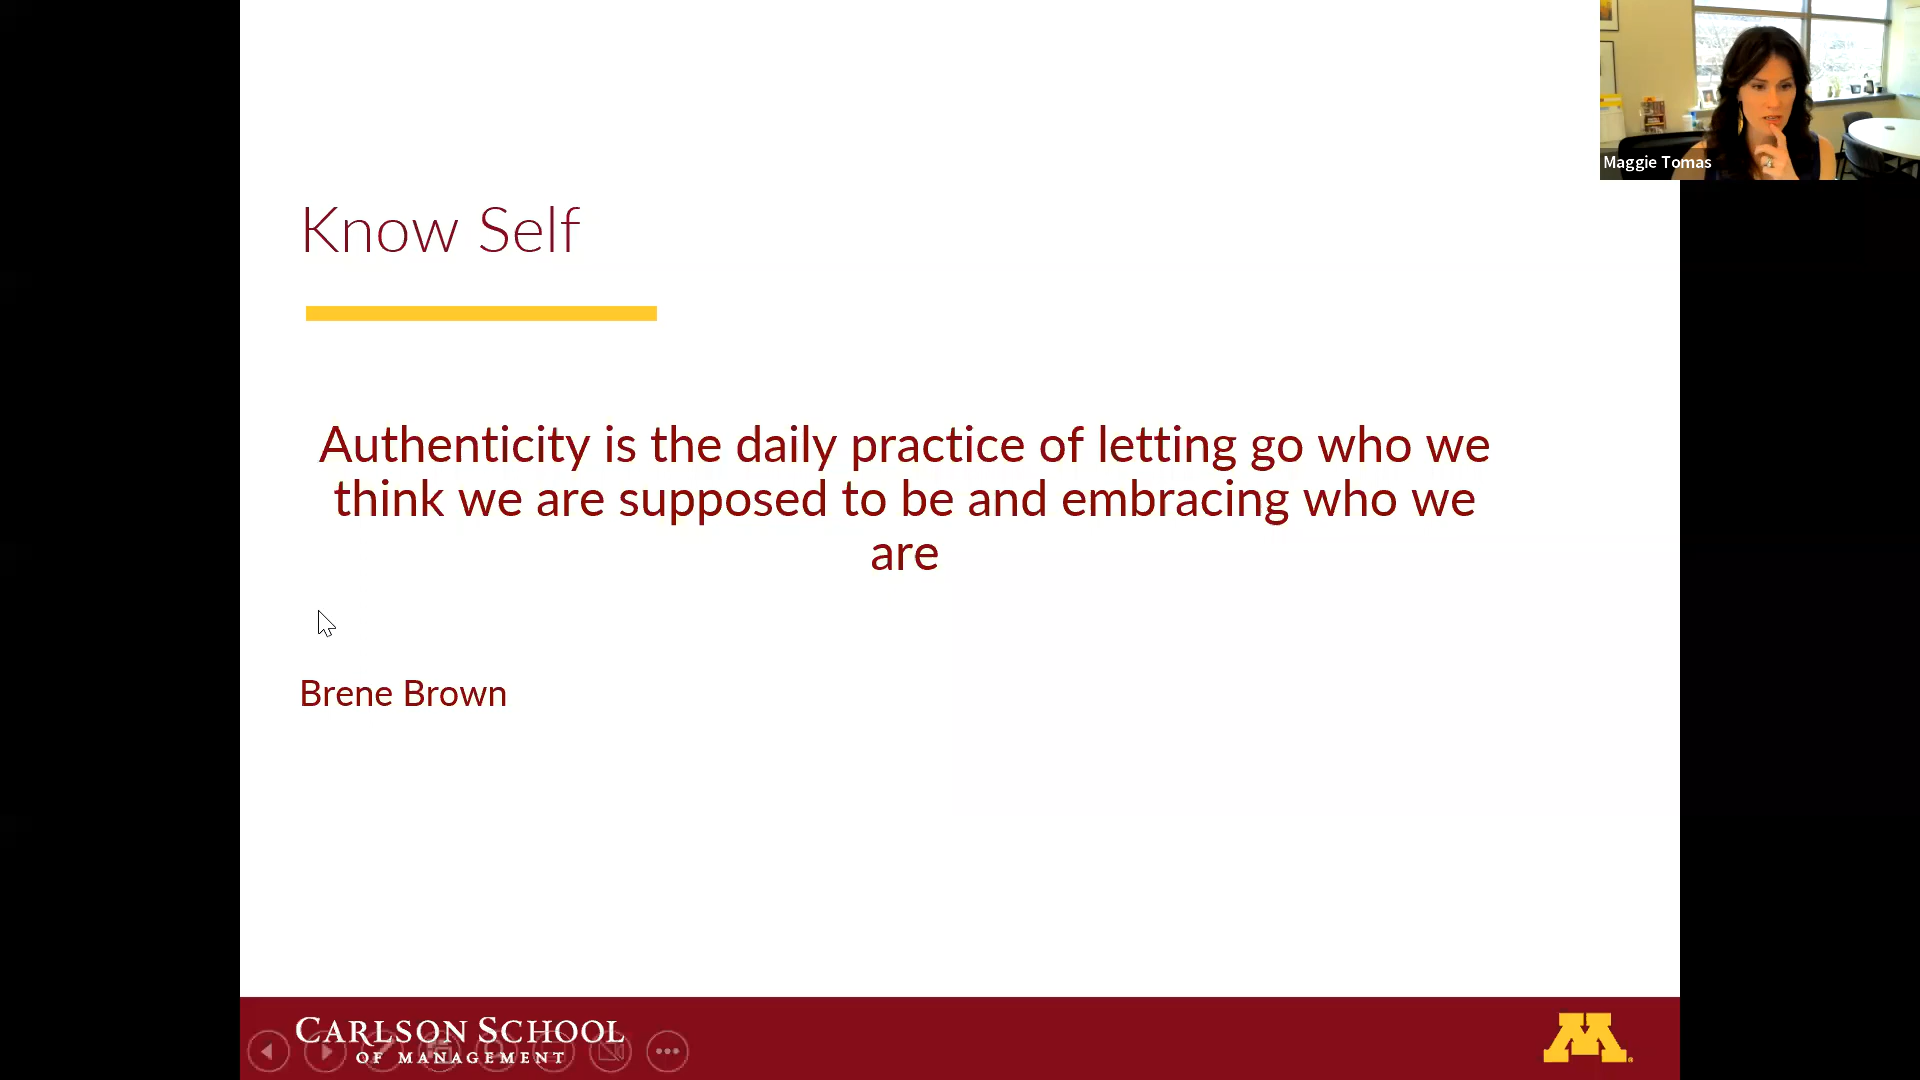 Maggie Tomas
Know Self
Authenticity is the daily practice of letting go who we
think we are supposed to be and embracing who we
are
Brene Brown
CARLSON SCHOOL
OF MANAGEMENT
M